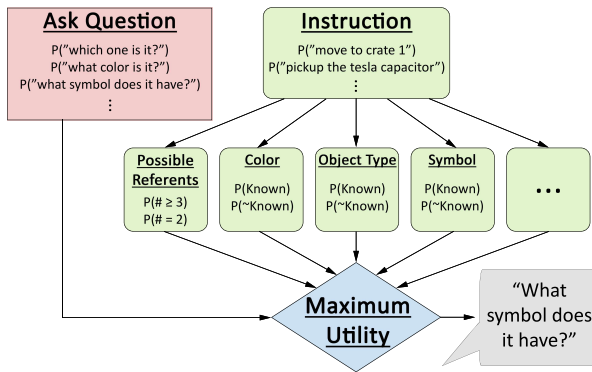 Ask Question
P(”which one is it?”)
P(”what color is it?”)
P(”what symbol does it have?”)
⋮
Instruction
P(”move to crate 1”)
P(”pickup the tesla capacitor”)
⋮
Possible
Referents
P(# ≥ 3)
P(# = 2)
Color
P(Known)
P(~Known)
Object Type
P(Known)
P(~Known)
Symbol
P(Known)
P(~Known)
...
Maximum
Utility
“What
symbol does
it have?”